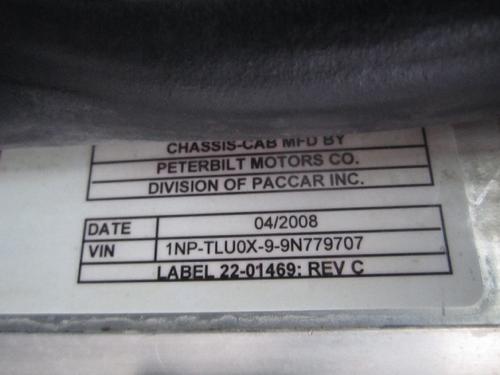 CHASSIS-CAB MFD BY
PETERBILT MOTORS CO.
DIVISION OF PACCAR INC.
DATE 04/2008
VIN 1NP-TLU0X-9-9N779707
LABEL 22-01469: REV C